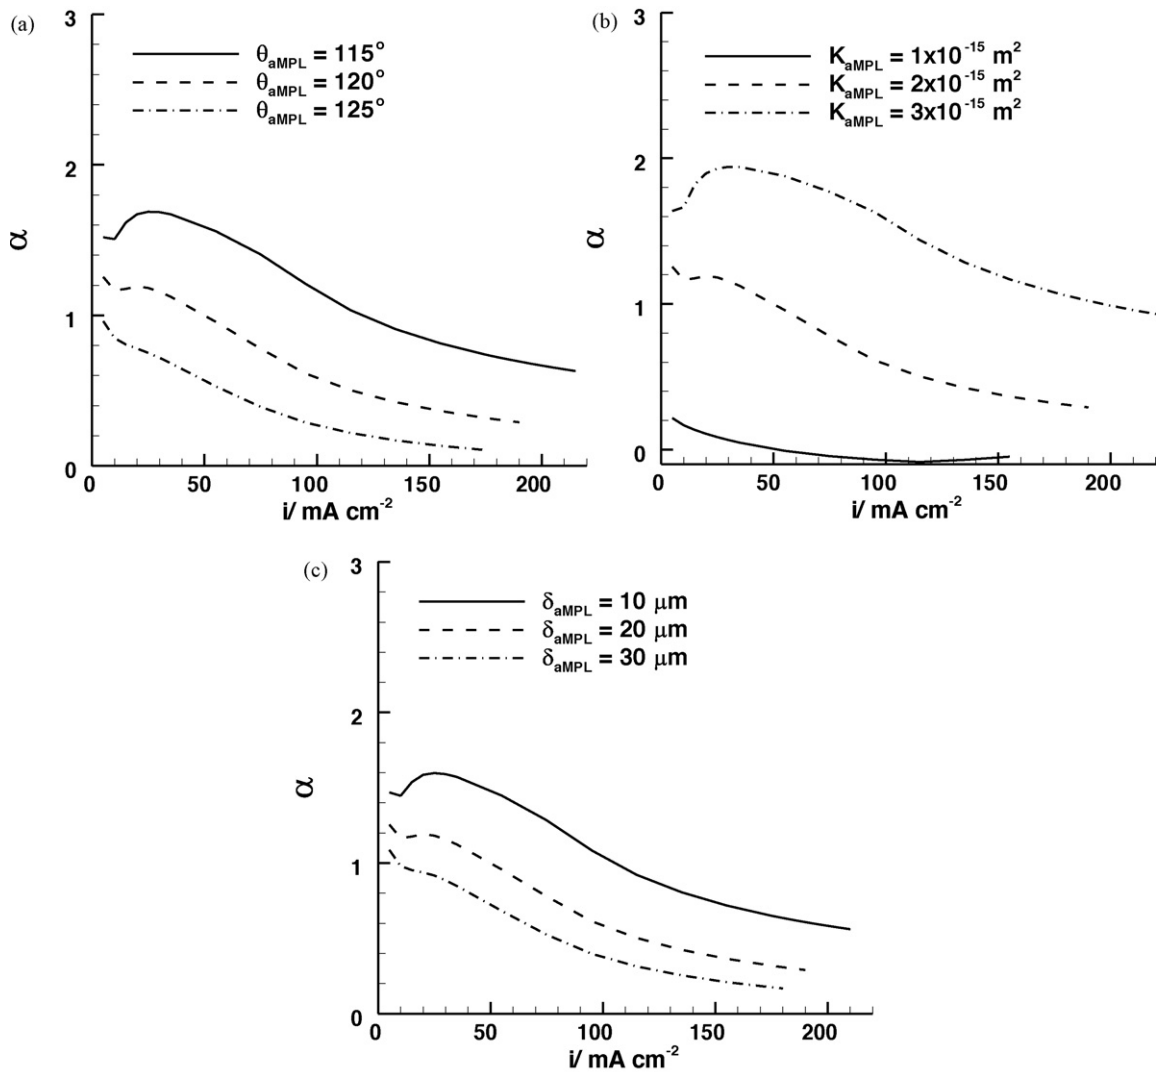 (a)
3
2
1
0
α
θaMPL = 115°
θaMPL = 120°
θaMPL = 125°
0 50 100 150 200
i/ mA cm-2
(b)
3
2
1
0
α
KaMPL = 1x10-15 m2
KaMPL = 2x10-15 m2
KaMPL = 3x10-15 m2
0 50 100 150 200
i/ mA cm-2
(c)
3
2
1
0
α
δaMPL = 10 μm
δaMPL = 20 μm
δaMPL = 30 μm
0 50 100 150 200
i/ mA cm-2